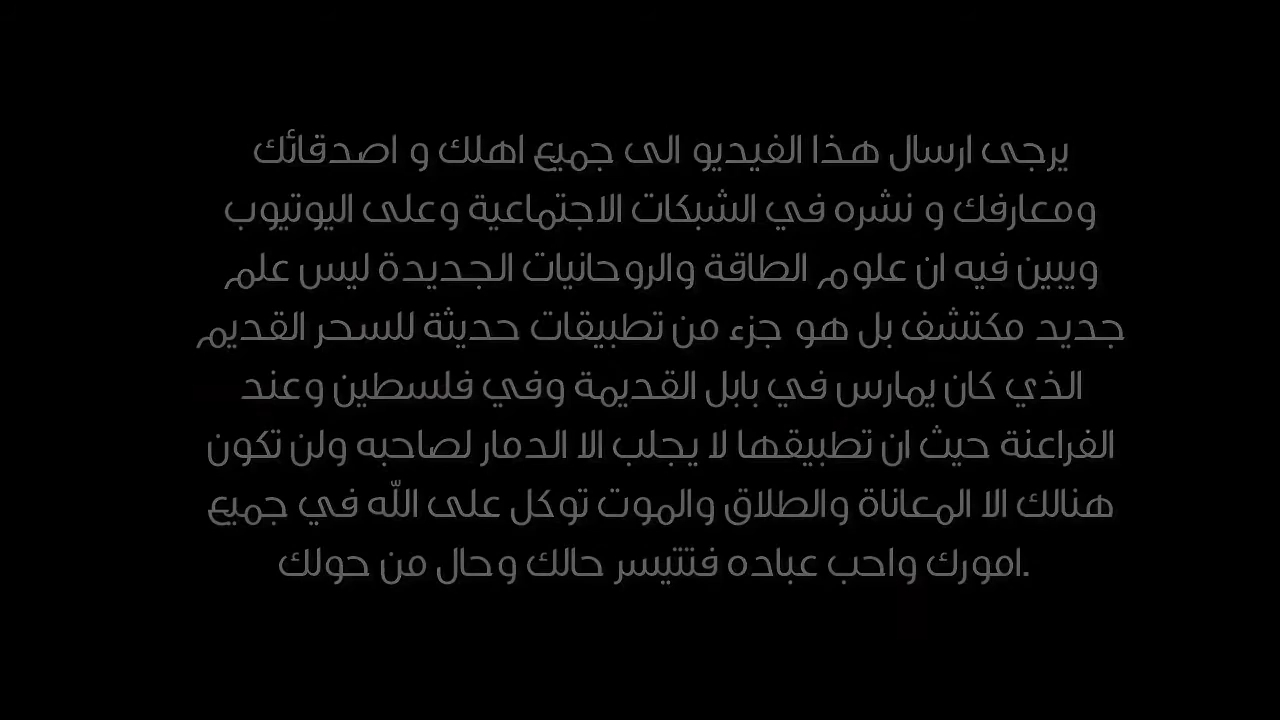 يرجى ارسال هذا الفيديو الى جميع اهلك و اصدقائك
ومعارفك و نشره في الشبكات الاجتماعية وعلى اليوتيوب
ويبين فيه ان علوم الطاقة والروحانيات الجديدة ليس علم
جديد مكتشف بل هو جزء من تطبيقات حديثة للسحر القديم
الذي كان يمارس في بابل القديمة وفي فلسطين وعند
الفراعنة حيث ان تطبيقها لا يجلب الا الدمار لصاحبه ولن تكون
هنالك الا المعاناة والطلاق والموت توكل على الله في جميع
امورك واحب عباده فتتيسر حالك وحال من حولك.